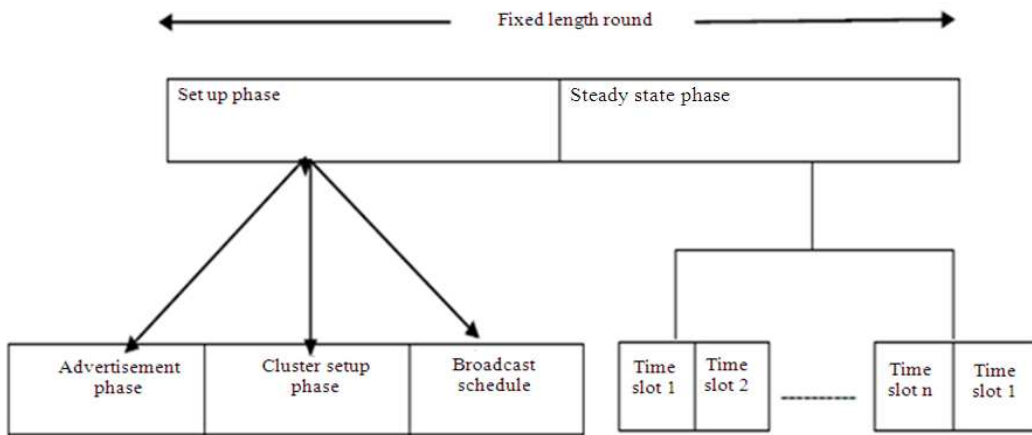 Fixed length round
Set up phase
Steady state phase
Advertisement
phase
Cluster setup
phase
Broadcast
schedule
Time
slot 1
Time
slot 2
Time
slot n
Time
slot 1